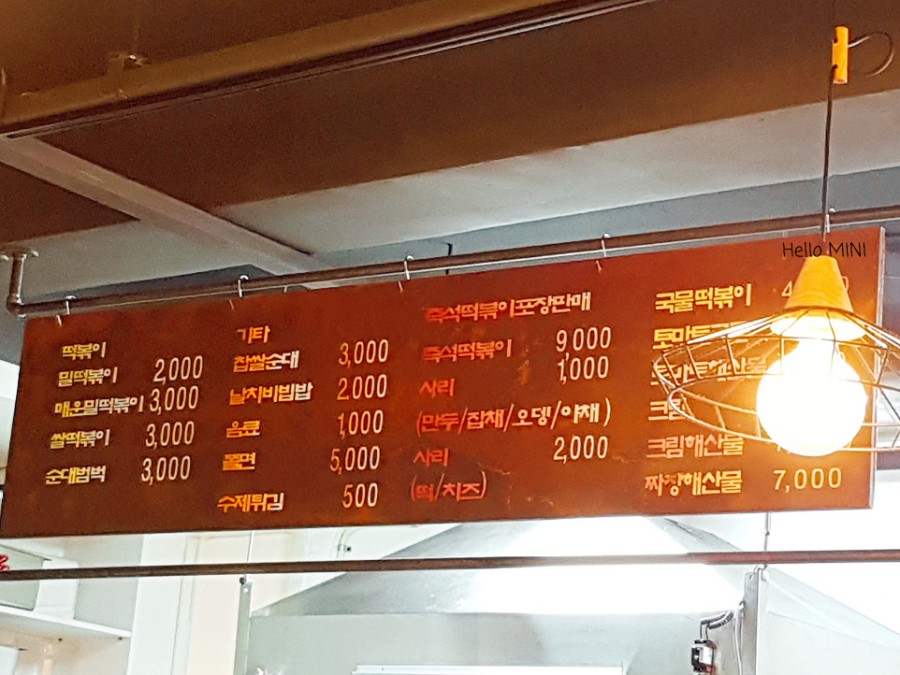 Hello MINI
떡볶이
밀떡볶이 2,000
매운밀떡볶이 3,000
쌀떡볶이 3,000
순대범벅 3,000
기타
찹쌀순대 3,000
날치비빔밥 2,000
음료 1,000
쫄면 5,000
수제튀김 500
즉석떡볶이포장판매
즉석떡볶이 9,000
사리 1,000
(만두/잡채/오뎅/야채)
사리 2,000
(떡/치즈)
국물떡볶이
크림해산물
짜장해산물 7,000